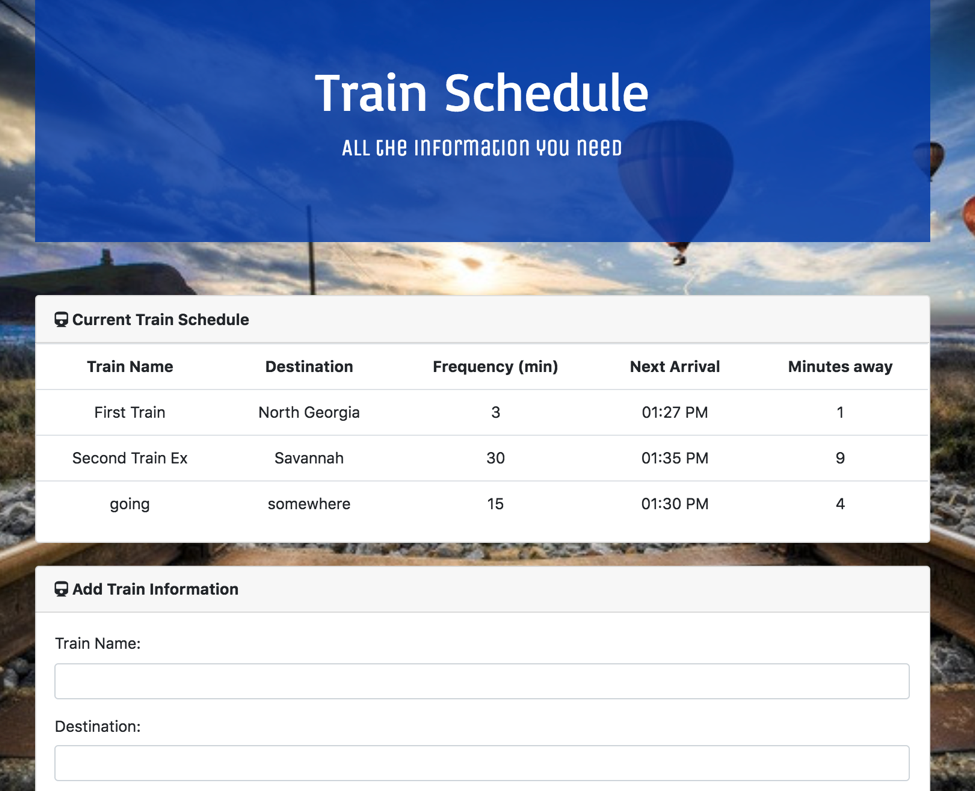 Train Schedule
All the information you need
Current Train Schedule
Train Name Destination Frequency (min) Next Arrival Minutes away
First Train North Georgia 3 01:27 PM 1
Second Train Ex Savannah 30 01:35 PM 9
going somewhere 15 01:30 PM 4
Add Train Information
Train Name:
Destination: